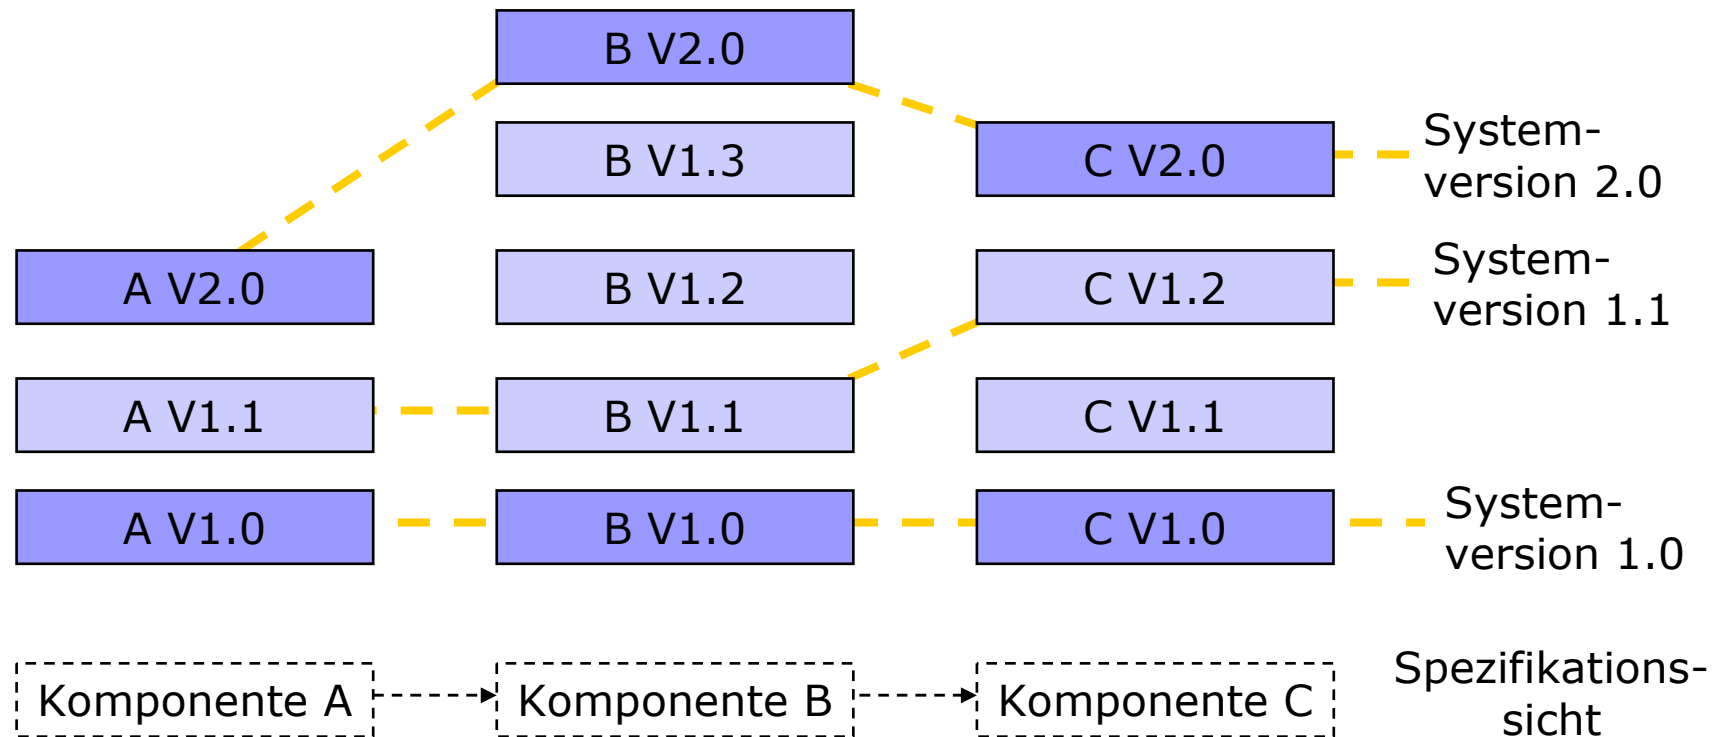 B V2.0
B V1.3
C V2.0
System-
version 2.0
A V2.0
B V1.2
C V1.2
System-
version 1.1
A V1.1
B V1.1
C V1.1
A V1.0
B V1.0
C V1.0
System-
version 1.0
Komponente A
Komponente B
Komponente C
Spezifikations-
sicht